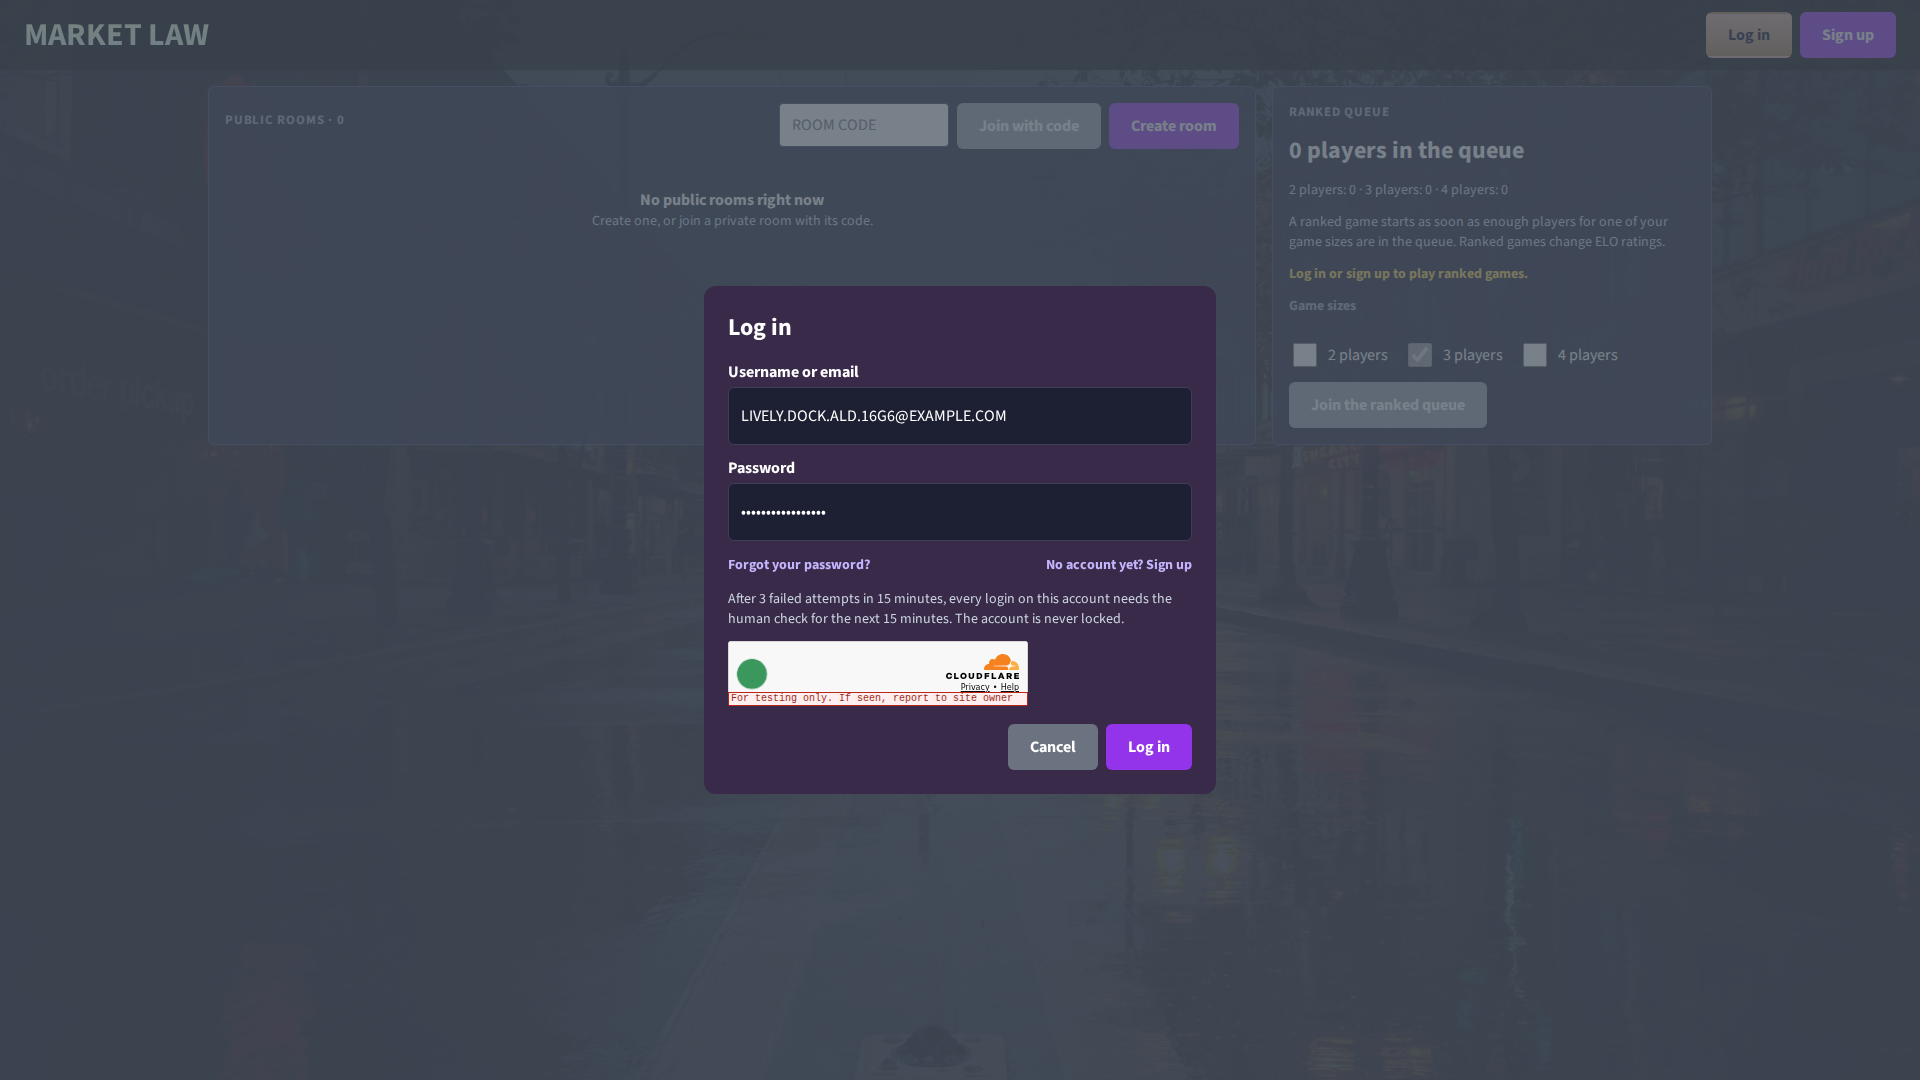 MARKET LAW
Log in
Sign up
PUBLIC ROOMS · 0
ROOM CODE
Join with code
Create room
No public rooms right now
Create one, or join a private room with its code.
RANKED QUEUE
0 players in the queue
2 players: 0 · 3 players: 0 · 4 players: 0
A ranked game starts as soon as enough players for one of your
game sizes are in the queue. Ranked games change ELO ratings.
Log in or sign up to play ranked games.
Game sizes
2 players
3 players
4 players
Join the ranked queue
order pickup
Log in
Username or email
LIVELY.DOCK.ALD.16G6@EXAMPLE.COM
Password
•••••••••••••••••
Forgot your password?
No account yet? Sign up
After 3 failed attempts in 15 minutes, every login on this account needs the
human check for the next 15 minutes. The account is never locked.
CLOUDFLARE
Privacy • Help
For testing only. If seen, report to site owner
Cancel
Log in